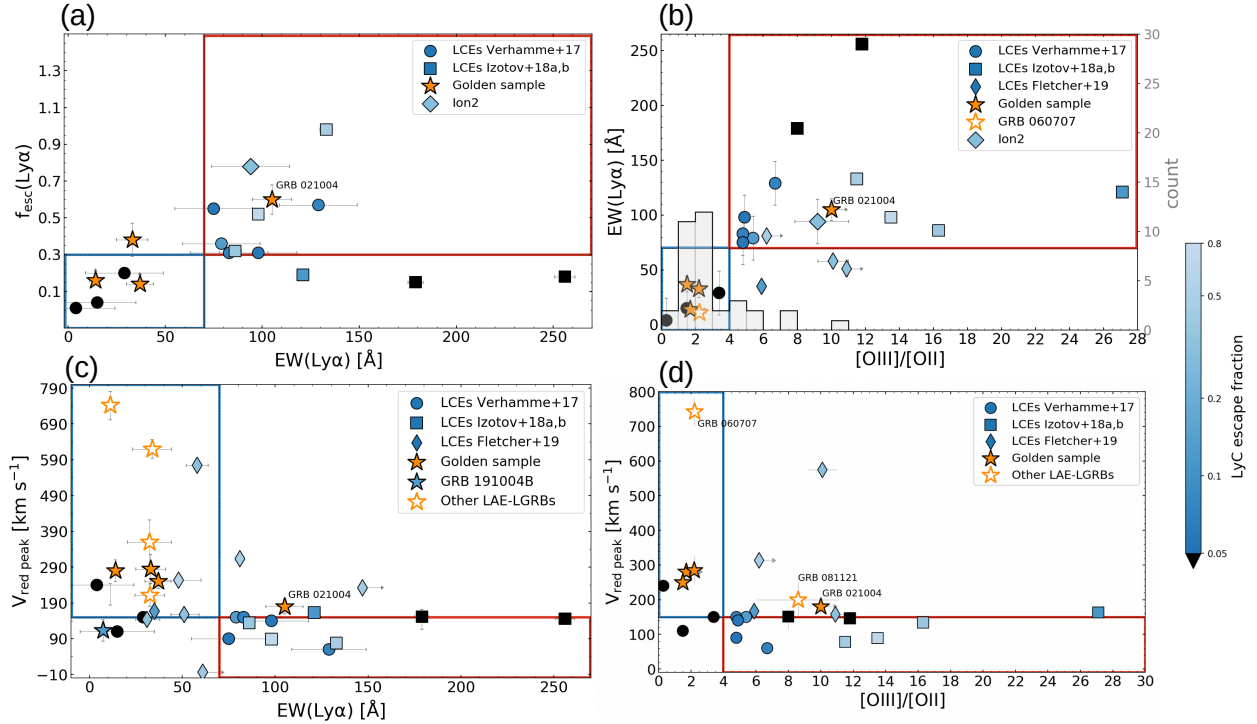 (a)
1.3
1.1
0.9
0.7
0.5
0.3
0.1
f_esc(Lyα)
LCEs Verhamme+17
LCEs Izotov+18a,b
Golden sample
Ion2
GRB 021004
0 50 100 150 200 250
EW(Lyα) [Å]
(b)
250
200
150
100
50
0
EW(Lyα) [Å]
30
25
20
15
10
5
0
count
LCEs Verhamme+17
LCEs Izotov+18a,b
LCEs Fletcher+19
Golden sample
GRB 060707
Ion2
GRB 021004
0 2 4 6 8 10 12 14 16 18 20 22 24 26 28
[OIII]/[OII]
(c)
790
690
590
490
390
290
190
90
−10
V_red peak [km s⁻¹]
LCEs Verhamme+17
LCEs Izotov+18a,b
LCEs Fletcher+19
Golden sample
GRB 191004B
Other LAE-LGRBs
GRB 021004
0 50 100 150 200 250
EW(Lyα) [Å]
(d)
800
700
600
500
400
300
200
100
0
V_red peak [km s⁻¹]
LCEs Verhamme+17
LCEs Izotov+18a,b
LCEs Fletcher+19
Golden sample
Other LAE-LGRBs
GRB 060707
GRB 081121
GRB 021004
0 2 4 6 8 10 12 14 16 18 20 22 24 26 28 30
[OIII]/[OII]
0.8
0.5
0.2
0.1
0.05
LyC escape fraction